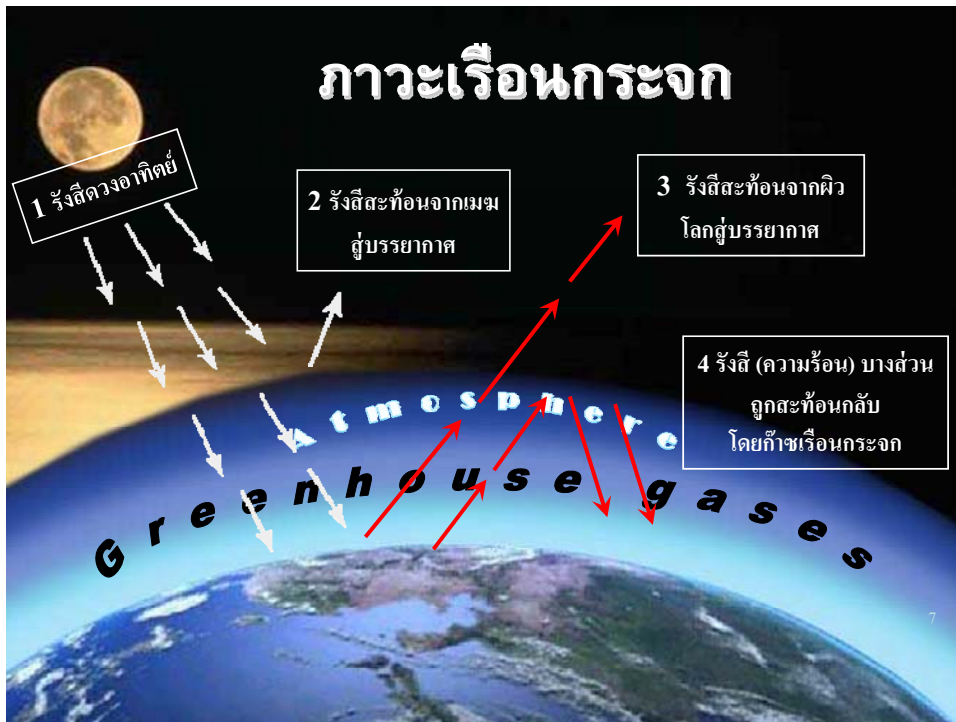 ภาวะเรือนกระจก
1 รังสีดวงอาทิตย์
2 รังสีสะท้อนจากเมฆ
สู่บรรยากาศ
3 รังสีสะท้อนจากผิว
โลกสู่บรรยากาศ
4 รังสี (ความร้อน) บางส่วน
ถูกสะท้อนกลับ
โดยก๊าซเรือนกระจก
Atmosphere
Greenhouse gases
7